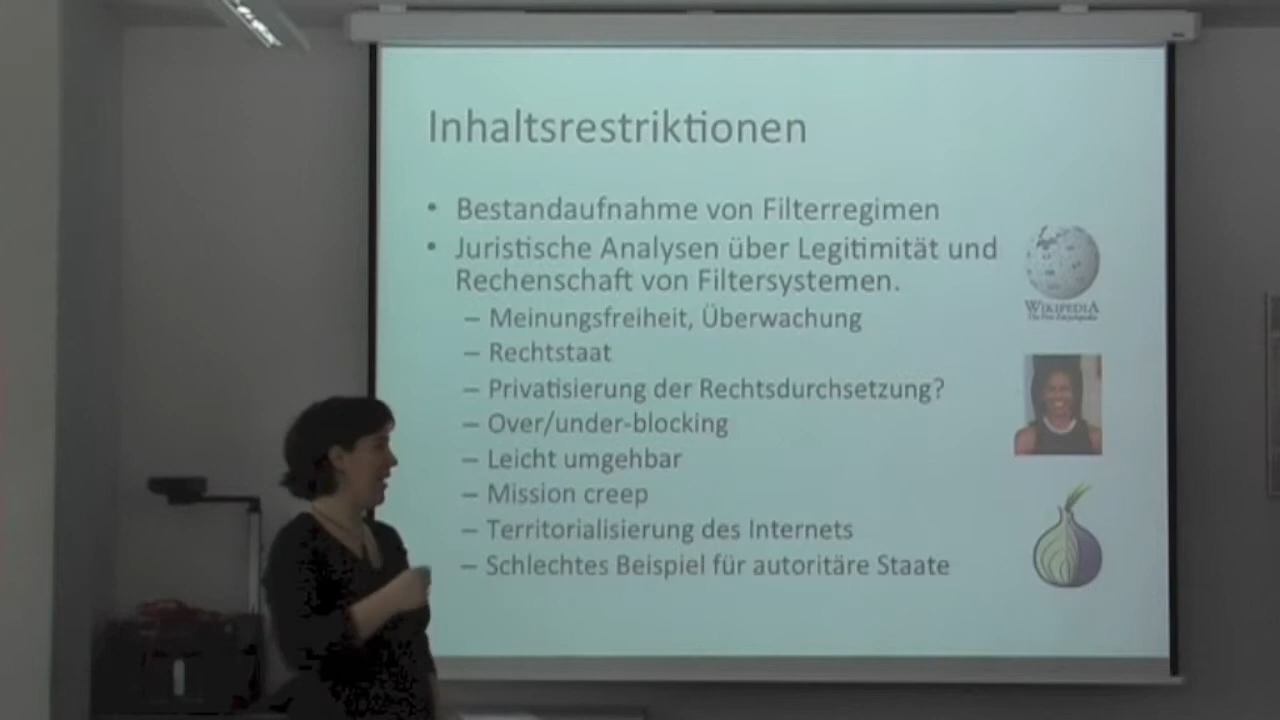 Inhaltsrestriktionen
• Bestandaufnahme von Filterregimen
• Juristische Analysen über Legitimität und
Rechenschaft von Filtersystemen.
– Meinungsfreiheit, Überwachung
– Rechtstaat
– Privatisierung der Rechtsdurchsetzung?
– Over/under-blocking
– Leicht umgehbar
– Mission creep
– Territorialisierung des Internets
– Schlechtes Beispiel für autoritäre Staate
WIKIPEDIA
The Free Encyclopedia